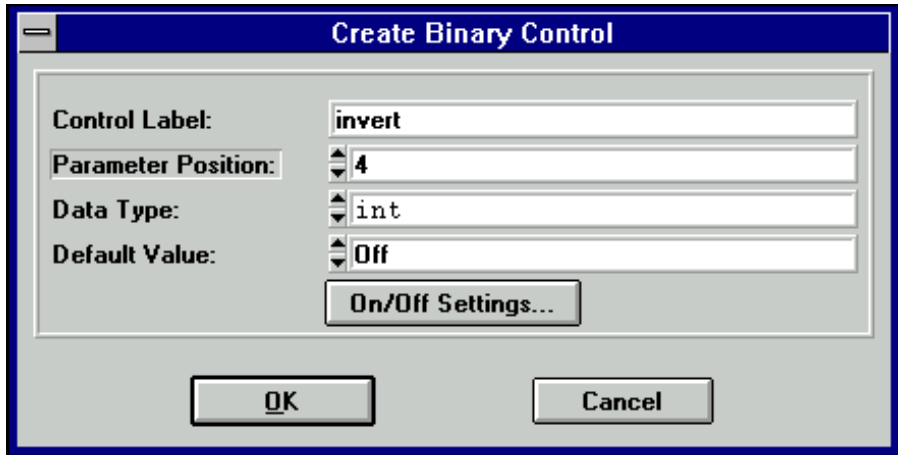 Create Binary Control
Control Label: invert
Parameter Position: 4
Data Type: int
Default Value: Off
On/Off Settings...
OK Cancel